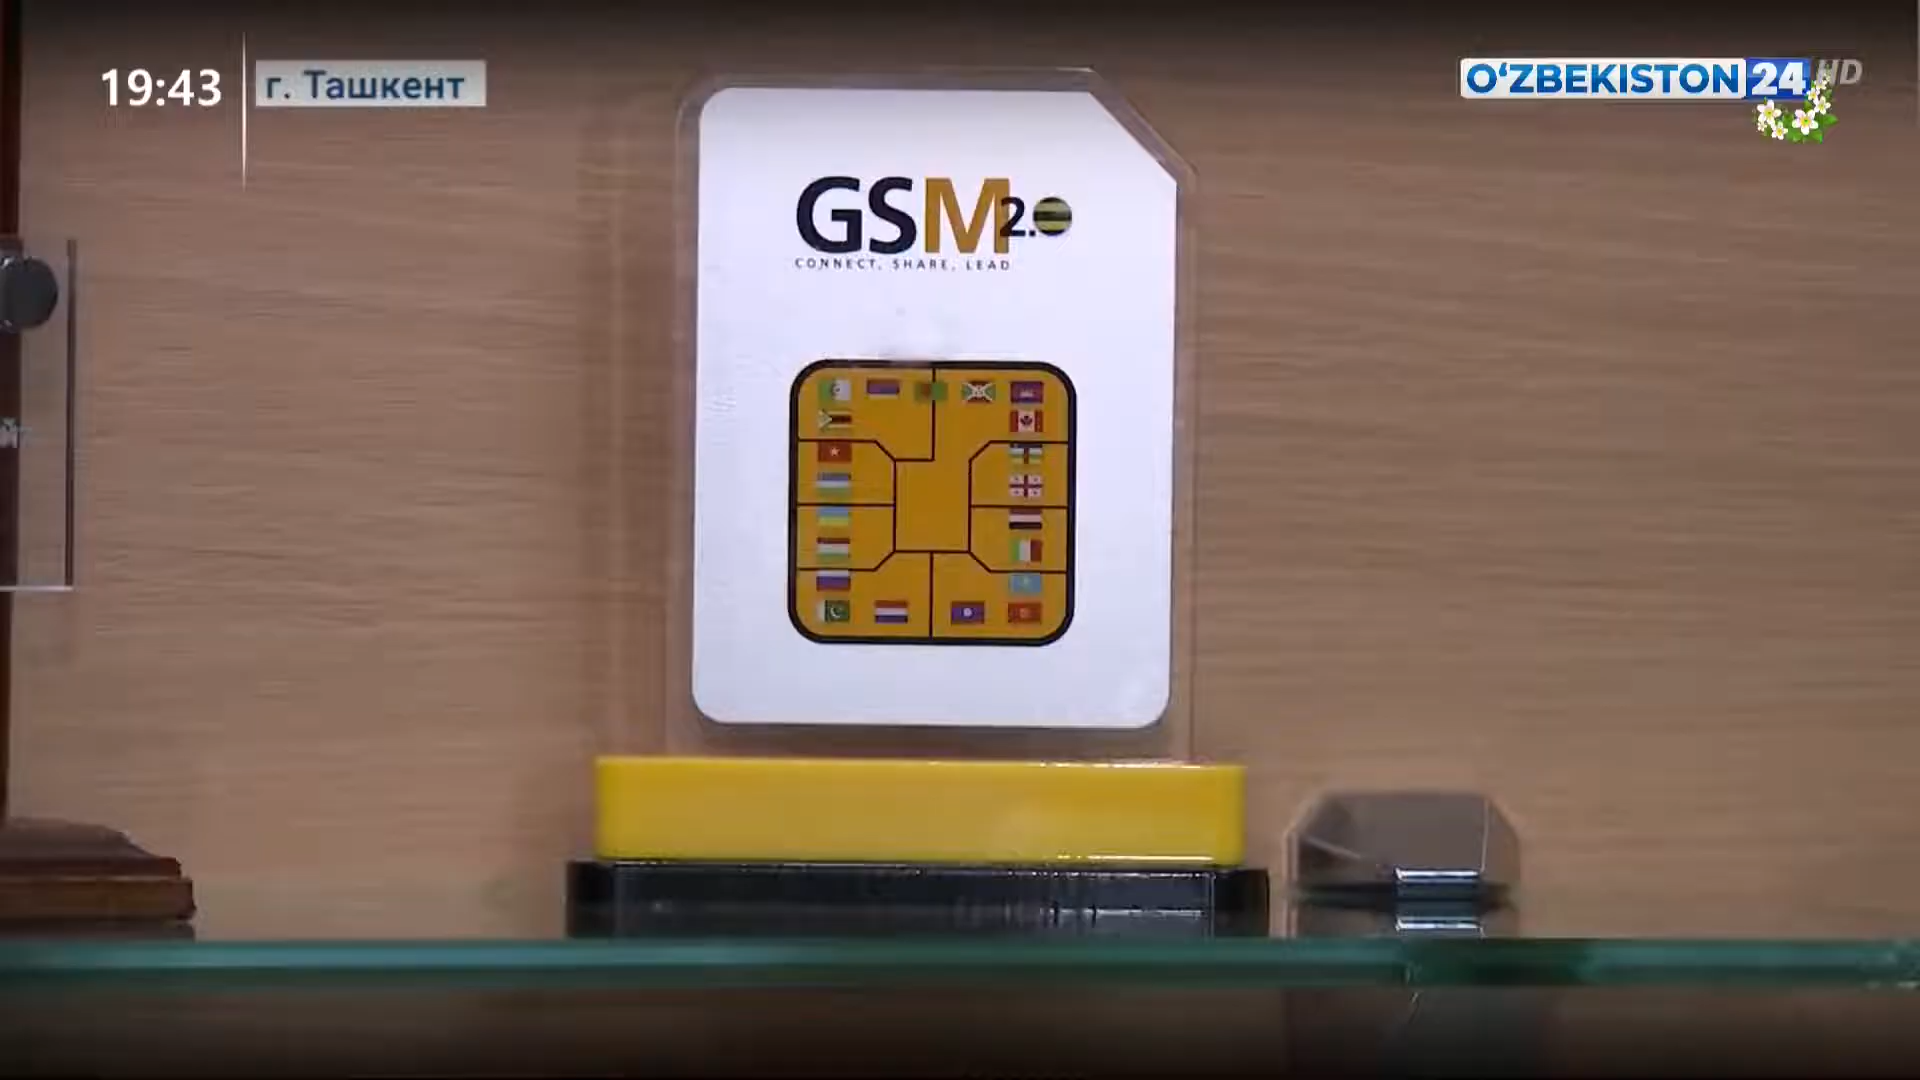 19:43
г. Ташкент
O‘ZBEKISTON 24 HD
GSM 2.0
CONNECT. SHARE. LEAD